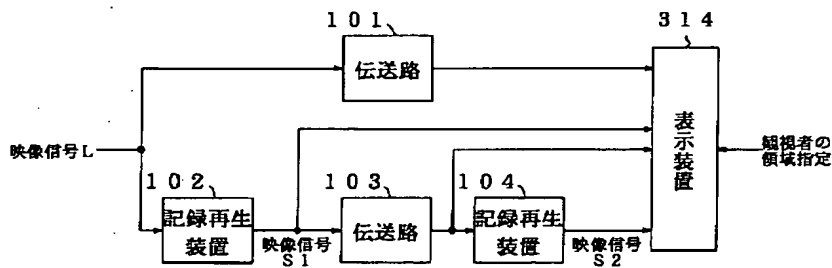 101
314
伝送路
映像信号L
表示装置
観視者の
領域指定
102
103
104
記録再生
装置
映像信号
S1
伝送路
記録再生
装置
映像信号
S2